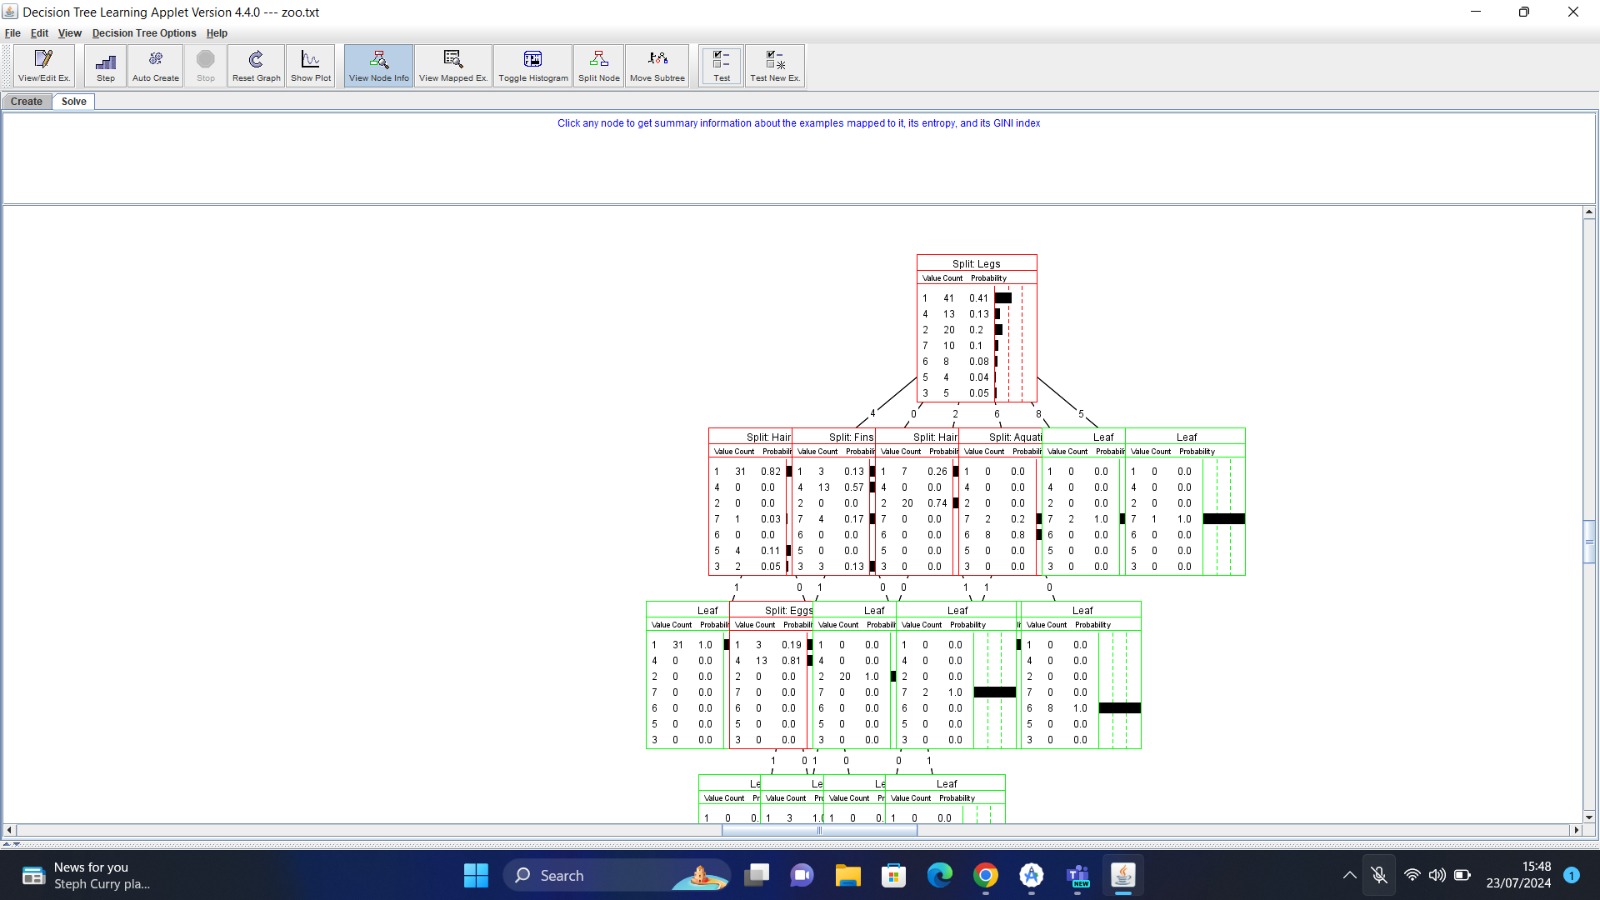 Decision Tree Learning Applet Version 4.4.0 --- zoo.txt
File Edit View Decision Tree Options Help
View/Edit Ex. Step Auto Create Stop Reset Graph Show Plot View Node Info View Mapped Ex. Toggle Histogram Split Node Move Subtree Test Test New Ex.
Create Solve
Click any node to get summary information about the examples mapped to it, its entropy, and its GINI index
Split: Legs
Value Count Probability
1 41 0.41
4 13 0.13
2 20 0.2
7 10 0.1
6 8 0.08
5 4 0.04
3 5 0.05
4 0 2 6 8 5
Split: Hair Split: Fins Split: Hair Split: Aquati Leaf Leaf
Value Count Probabili Value Count Probabili Value Count Probabili Value Count Probabili Value Count Probabili Value Count Probability
1 31 0.82 1 3 0.13 1 7 0.26 1 0 0.0 1 0 0.0 1 0 0.0
4 0 0.0 4 13 0.57 4 0 0.0 4 0 0.0 4 0 0.0 4 0 0.0
2 0 0.0 2 0 0.0 2 20 0.74 2 0 0.0 2 0 0.0 2 0 0.0
7 1 0.03 7 4 0.17 7 0 0.0 7 2 0.2 7 2 1.0 7 1 1.0
6 0 0.0 6 0 0.0 6 0 0.0 6 8 0.8 6 0 0.0 6 0 0.0
5 4 0.11 5 0 0.0 5 0 0.0 5 0 0.0 5 0 0.0 5 0 0.0
3 2 0.05 3 3 0.13 3 0 0.0 3 0 0.0 3 0 0.0 3 0 0.0
1 0 1 0 0 1 1 0
Leaf Split: Eggs Leaf Leaf Leaf
Value Count Probabili Value Count Probabili Value Count Probabili Value Count Probability Value Count Probability
1 31 1.0 1 3 0.19 1 0 0.0 1 0 0.0 1 0 0.0
4 0 0.0 4 13 0.81 4 0 0.0 4 0 0.0 4 0 0.0
2 0 0.0 2 0 0.0 2 20 1.0 2 0 0.0 2 0 0.0
7 0 0.0 7 0 0.0 7 0 0.0 7 2 1.0 7 0 0.0
6 0 0.0 6 0 0.0 6 0 0.0 6 0 0.0 6 8 1.0
5 0 0.0 5 0 0.0 5 0 0.0 5 0 0.0 5 0 0.0
3 0 0.0 3 0 0.0 3 0 0.0 3 0 0.0 3 0 0.0
1 0 1 0 0 1
Le Le Le Leaf
Value Count Pr Value Count Pr Value Count Pr Value Count Probability
1 0 0. 1 3 1.0 1 0 0. 1 0 0.0
News for you
Steph Curry pla...
Search
NEW
15:48
23/07/2024
1